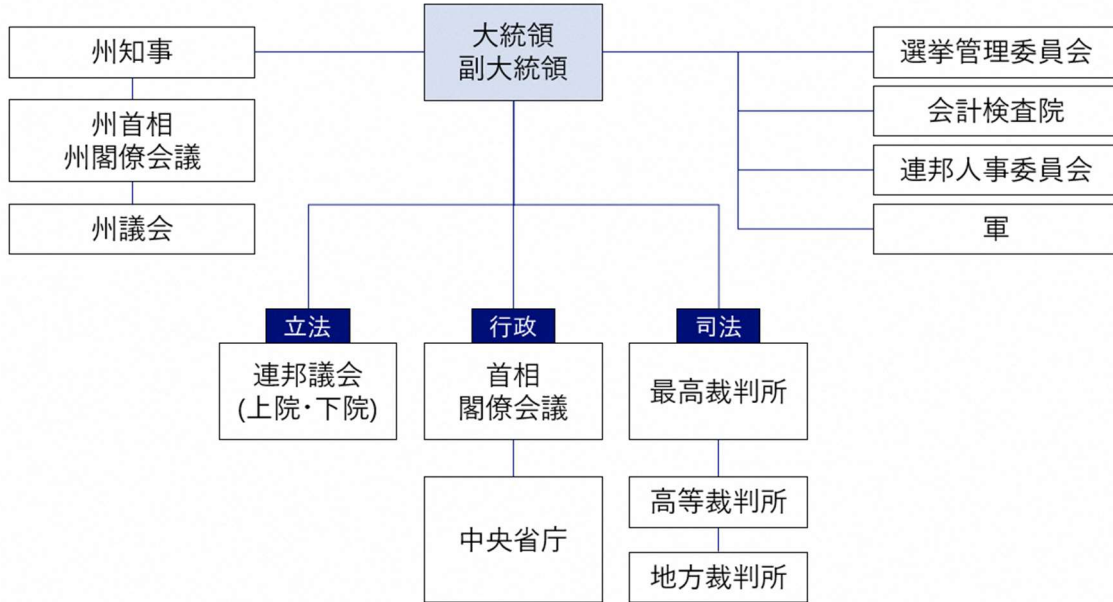 大統領
副大統領
州知事
州首相
州閣僚会議
州議会
選挙管理委員会
会計検査院
連邦人事委員会
軍
立法
連邦議会
(上院･下院)
行政
首相
閣僚会議
中央省庁
司法
最高裁判所
高等裁判所
地方裁判所